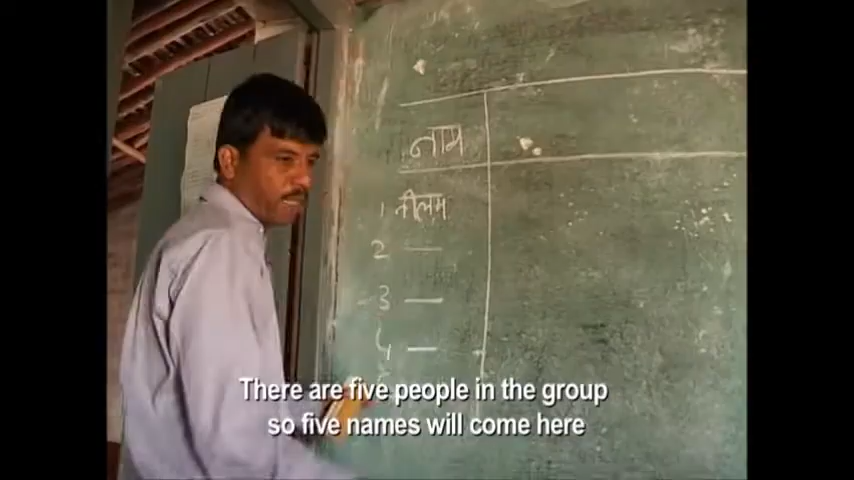 नाम
1 नीलम
2 —
3 —
4 —
There are five people in the group
so five names will come here